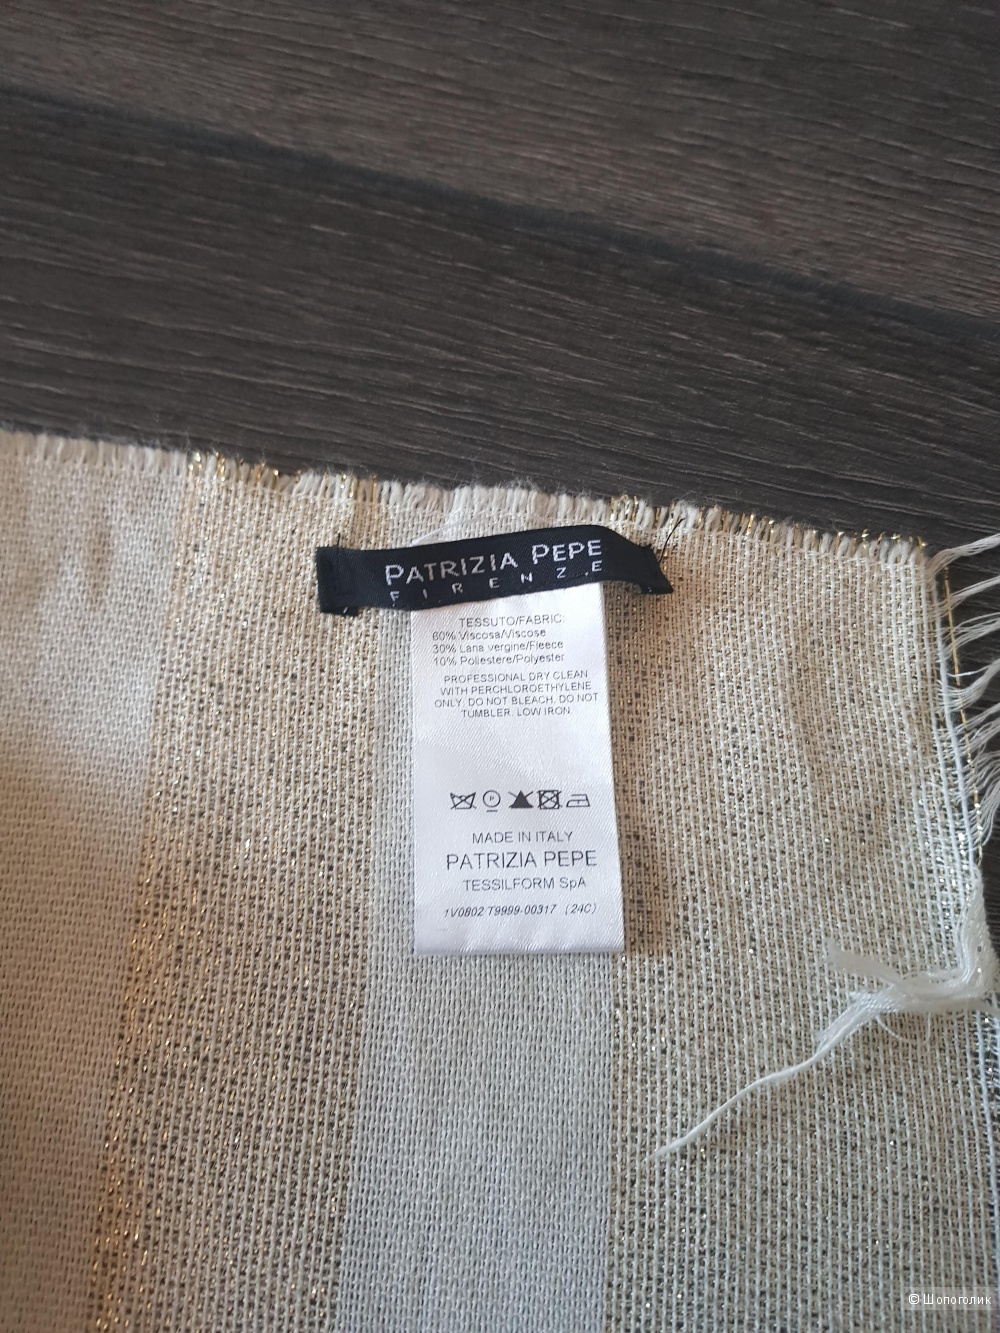 PATRIZIA PEPE
FIRENZE
TESSUTO/FABRIC:
60% Viscosa/Viscose
30% Lana vergine/Fleece
10% Poliestere/Polyester
PROFESSIONAL DRY CLEAN
WITH PERCHLOROETHYLENE
ONLY. DO NOT BLEACH. DO NOT
TUMBLER. LOW IRON.
P
MADE IN ITALY
PATRIZIA PEPE
TESSILFORM SpA
1V0802 T9999-00317 (24C)
© Шопоголик